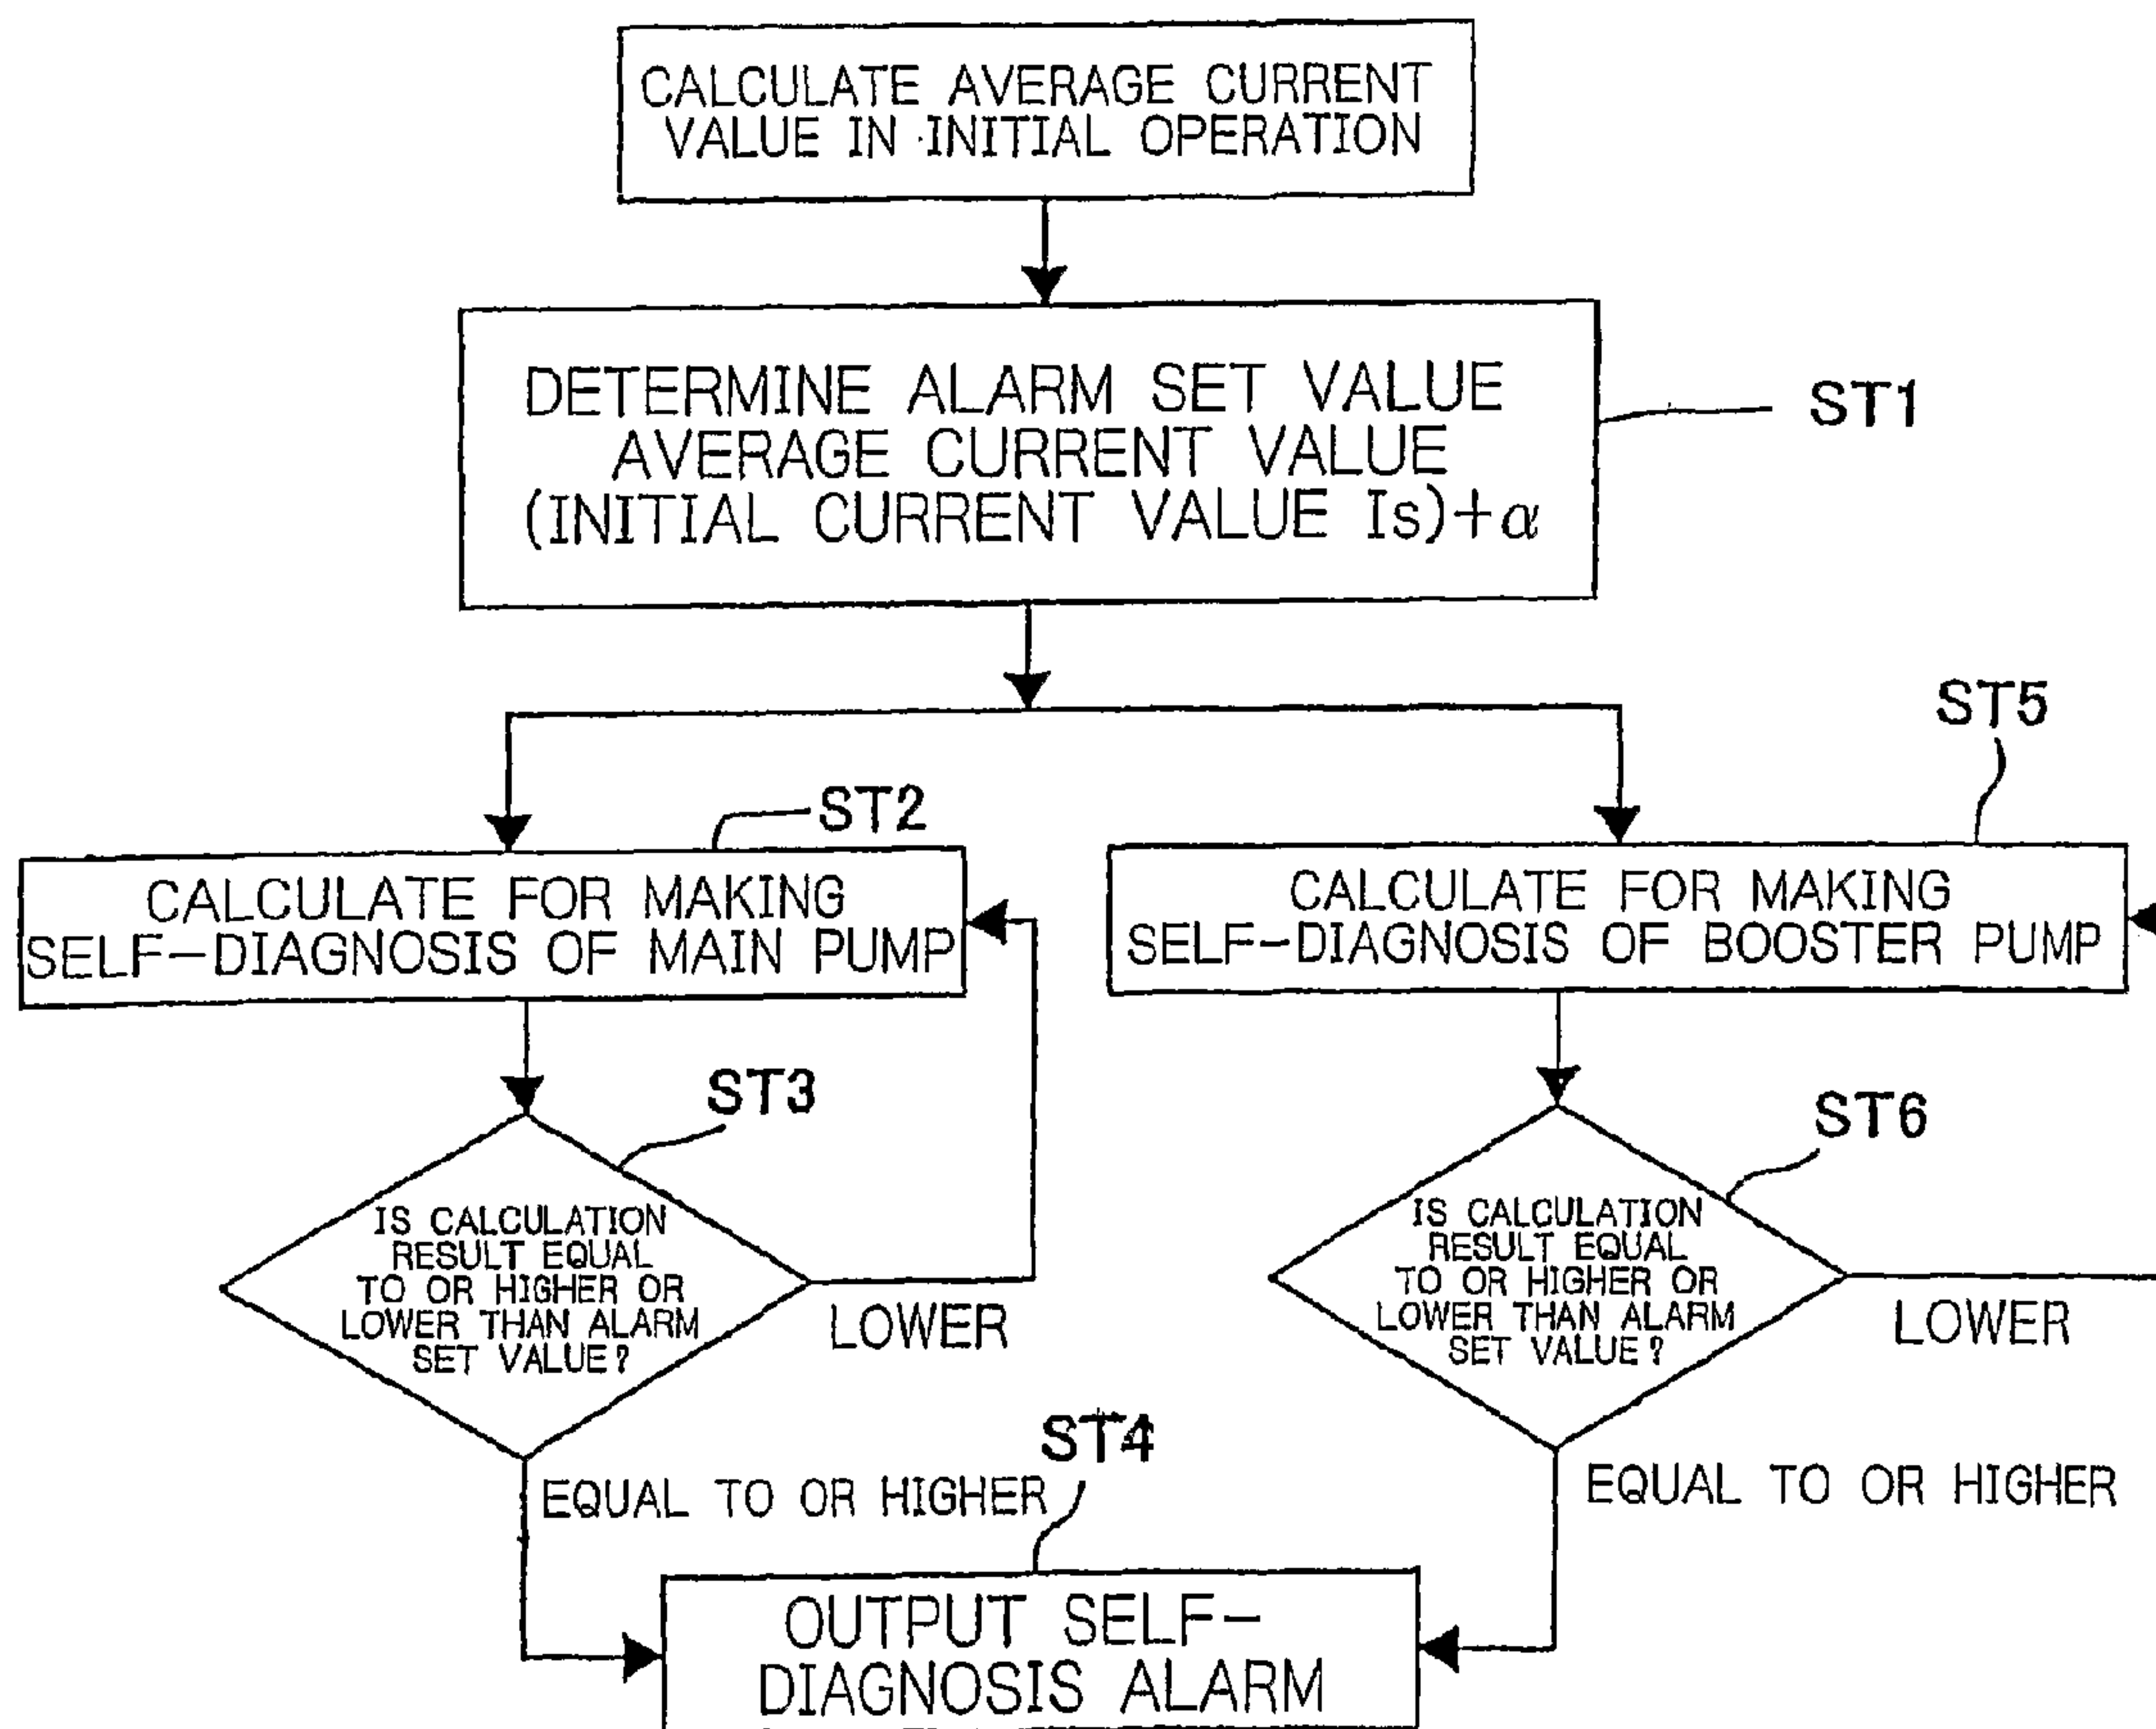 CALCULATE AVERAGE CURRENT
VALUE IN INITIAL OPERATION
DETERMINE ALARM SET VALUE
AVERAGE CURRENT VALUE
(INITIAL CURRENT VALUE Is)+α
ST1
ST5
ST2
CALCULATE FOR MAKING
SELF-DIAGNOSIS OF MAIN PUMP
CALCULATE FOR MAKING
SELF-DIAGNOSIS OF BOOSTER PUMP
ST3
IS CALCULATION
RESULT EQUAL
TO OR HIGHER OR
LOWER THAN ALARM
SET VALUE?
LOWER
ST6
IS CALCULATION
RESULT EQUAL
TO OR HIGHER OR
LOWER THAN ALARM
SET VALUE?
LOWER
EQUAL TO OR HIGHER
ST4
EQUAL TO OR HIGHER
OUTPUT SELF-
DIAGNOSIS ALARM